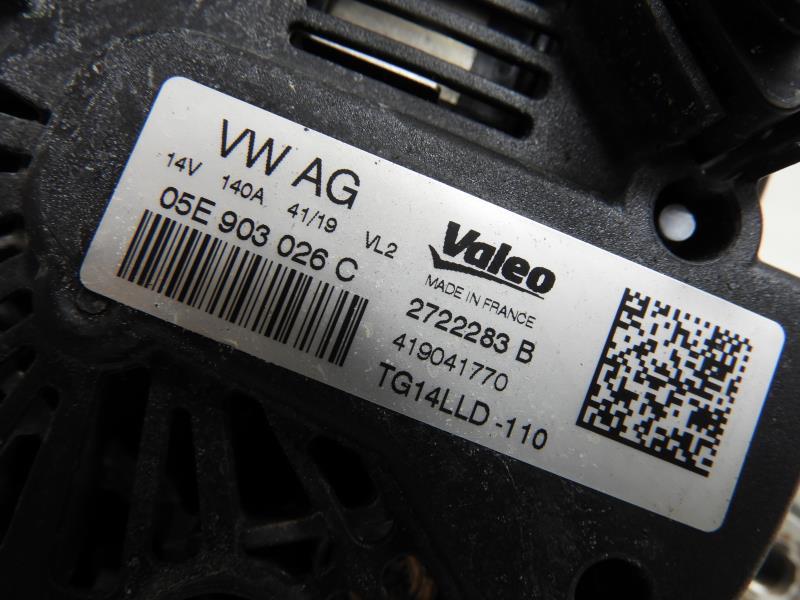 VW AG
14V 140A 41/19 VL2
05E 903 026 C
Valeo
MADE IN FRANCE
2722283 B
419041770
TG14LLD -110